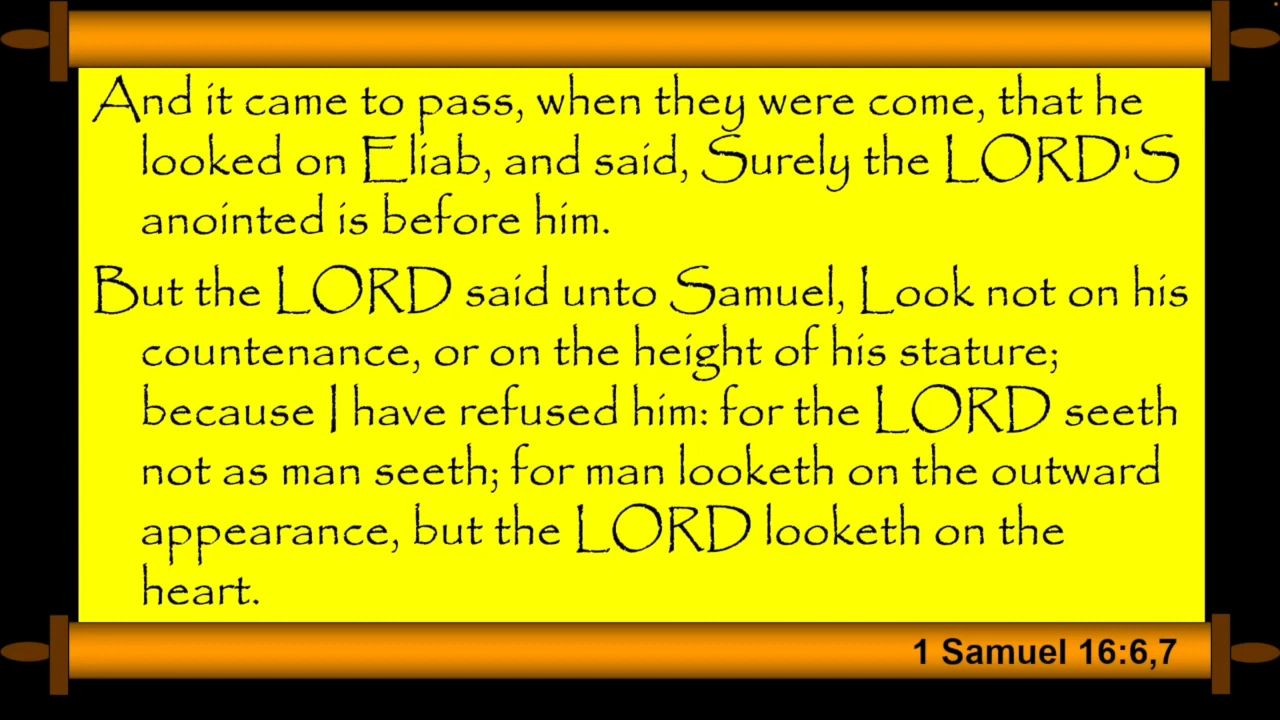 And it came to pass, when they were come, that he
looked on Eliab, and said, Surely the LORD'S
anointed is before him.
But the LORD said unto Samuel, Look not on his
countenance, or on the height of his stature;
because I have refused him: for the LORD seeth
not as man seeth; for man looketh on the outward
appearance, but the LORD looketh on the
heart.
1 Samuel 16:6,7